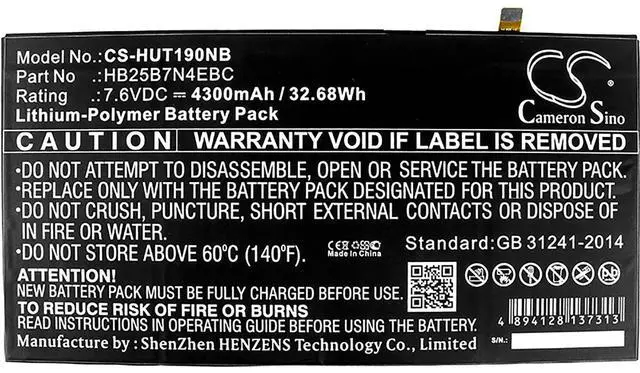 Model No.:CS-HUT190NB
Part No :HB25B7N4EBC
Rating :7.6VDC ⎓ 4300mAh / 32.68Wh
Lithium-Polymer Battery Pack
CS
Cameron Sino
CAUTION WARRANTY VOID IF LABEL IS REMOVED
•DO NOT ATTEMPT TO DISASSEMBLE, OPEN OR SERVICE THE BATTERY PACK.
•REPLACE ONLY WITH THE BATTERY PACK DESIGNATED FOR THIS PRODUCT.
•DO NOT CRUSH, PUNCTURE, SHORT EXTERNAL CONTACTS OR DISPOSE OF
IN FIRE OR WATER.
•DO NOT STORE ABOVE 60°C (140°F).
CE
Made In China
Standard:GB 31241-2014
ATTENTION!
NEW BATTERY PACK MUST BE FULLY CHARGED BEFORE USE.
TO REDUCE RISK OF FIRE OR BURNS
READ INSTRUCTIONS IN BATTERY OPERATING MANUAL.
Manufacture by : ShenZhen HENZENS Technology Co., Limited
4 894128 137313
S/N.: